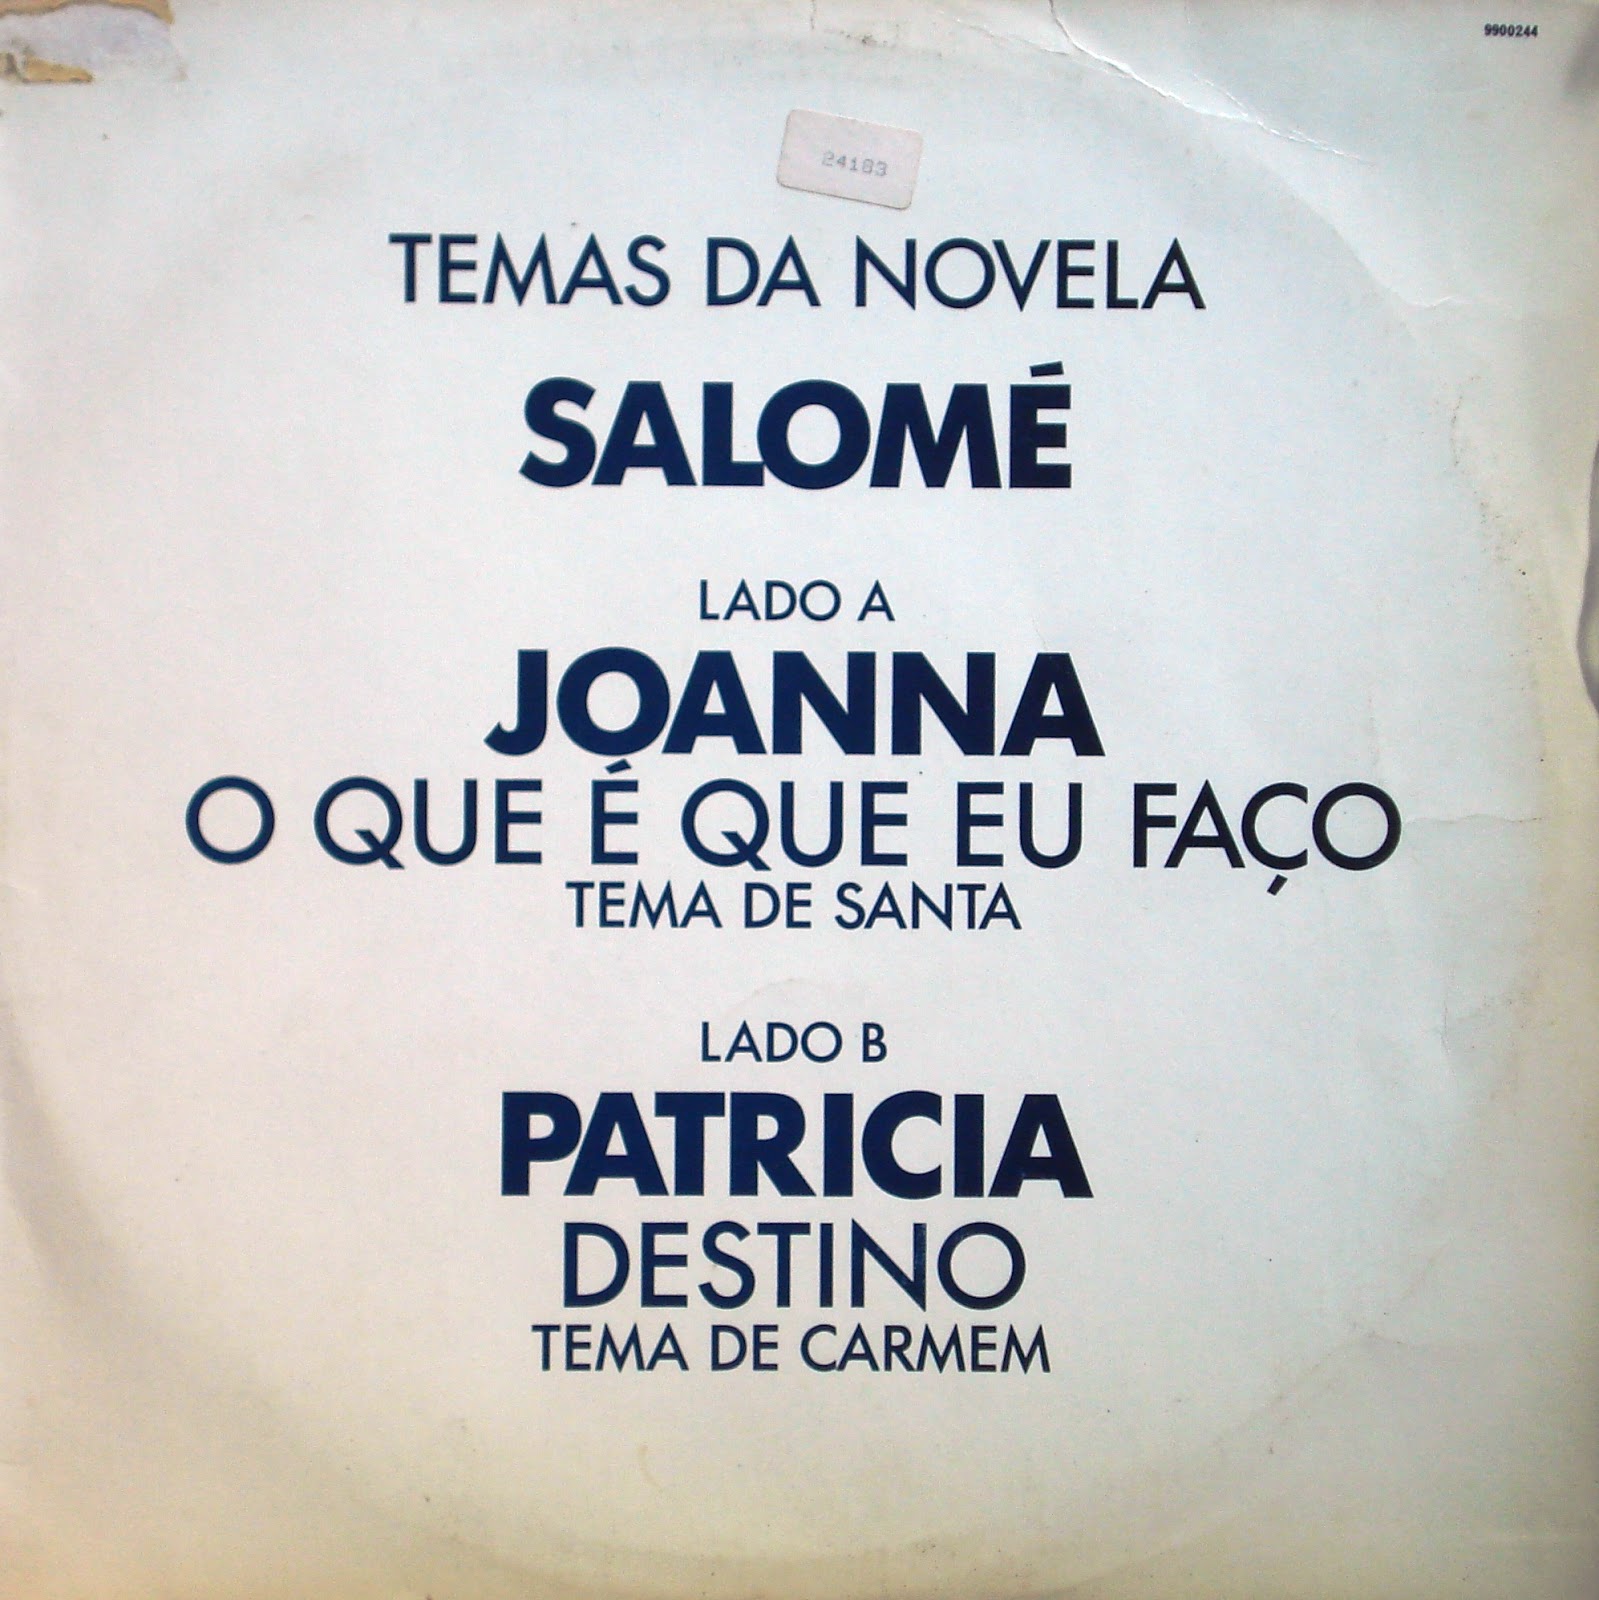 9900244
24183
TEMAS DA NOVELA
SALOMÉ
LADO A
JOANNA
O QUE É QUE EU FAÇO
TEMA DE SANTA
LADO B
PATRICIA
DESTINO
TEMA DE CARMEM